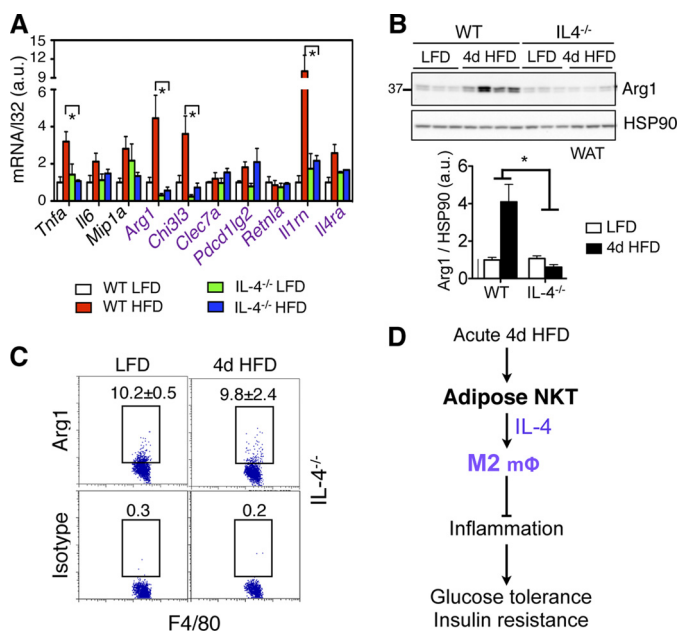 A
mRNA/l32 (a.u.)
15
12
9
6
4
2
0
*
*
*
*
Tnfa
Il6
Mip1a
Arg1
Chi3l3
Clec7a
Pdcd1lg2
Retnla
Il1rn
Il4ra
WT LFD
IL-4-/- LFD
WT HFD
IL-4-/- HFD
B
WT
IL4-/-
LFD
4d HFD
LFD
4d HFD
37
Arg1
HSP90
WAT
Arg1 / HSP90 (a.u.)
6
4
2
0
*
LFD
4d HFD
WT
IL-4-/-
C
LFD
4d HFD
Arg1
10.2±0.5
9.8±2.4
IL-4-/-
Isotype
0.3
0.2
F4/80
D
Acute 4d HFD
Adipose NKT
IL-4
M2 mΦ
Inflammation
Glucose tolerance
Insulin resistance